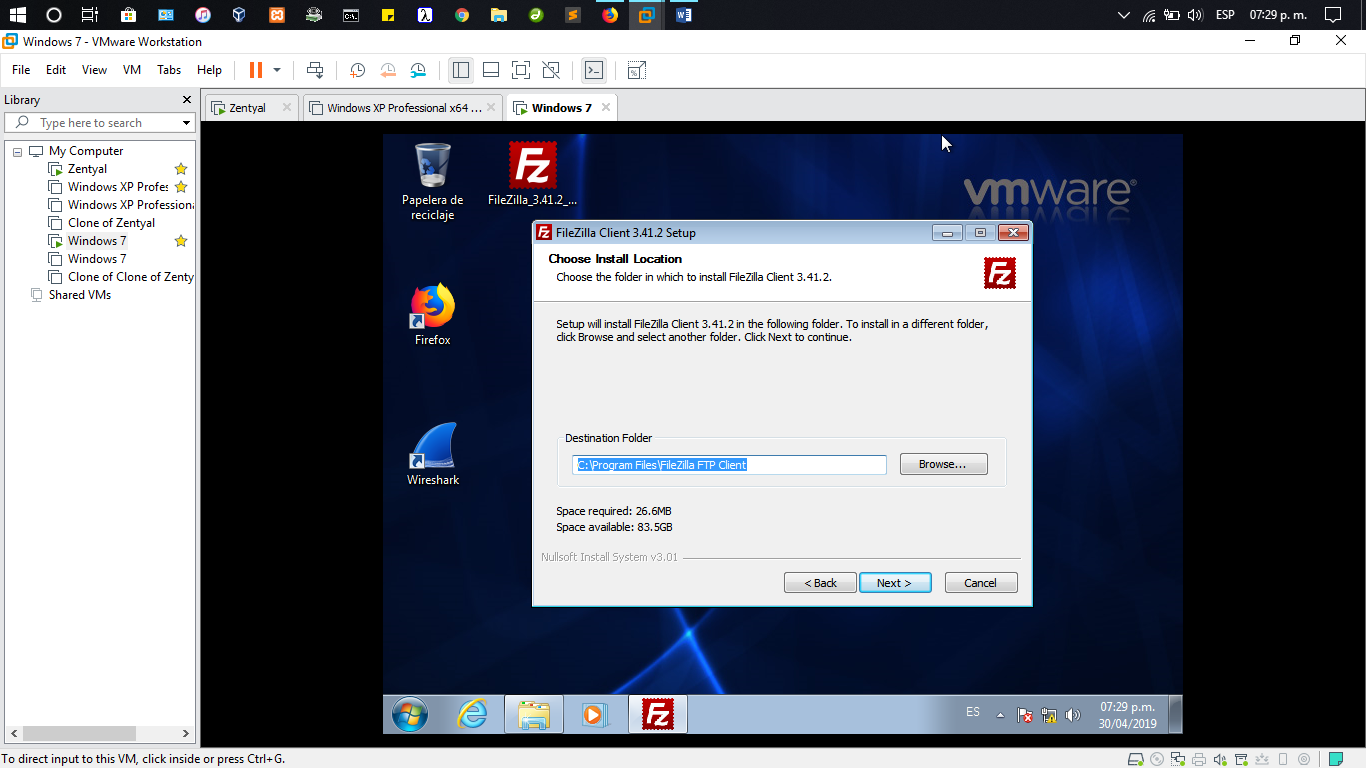 ESP 07:29 p. m.
Windows 7 - VMware Workstation
File Edit View VM Tabs Help
Library
Type here to search
My Computer
Zentyal
Windows XP Profes
Windows XP Professiona
Clone of Zentyal
Windows 7
Windows 7
Clone of Clone of Zenty
Shared VMs
Zentyal
Windows XP Professional x64 ...
Windows 7
Papelera de
reciclaje
FileZilla_3.41.2_...
Firefox
Wireshark
vmware®
FileZilla Client 3.41.2 Setup
Choose Install Location
Choose the folder in which to install FileZilla Client 3.41.2.
Setup will install FileZilla Client 3.41.2 in the following folder. To install in a different folder,
click Browse and select another folder. Click Next to continue.
Destination Folder
C:\Program Files\FileZilla FTP Client
Browse...
Space required: 26.6MB
Space available: 83.5GB
Nullsoft Install System v3.01
< Back Next > Cancel
ES
07:29 p.m.
30/04/2019
To direct input to this VM, click inside or press Ctrl+G.